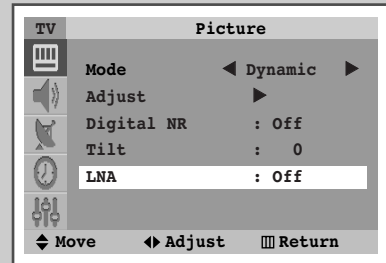 TV Picture
Mode ◀ Dynamic ▶
Adjust ▶
Digital NR : Off
Tilt : 0
LNA : Off
Move Adjust Return